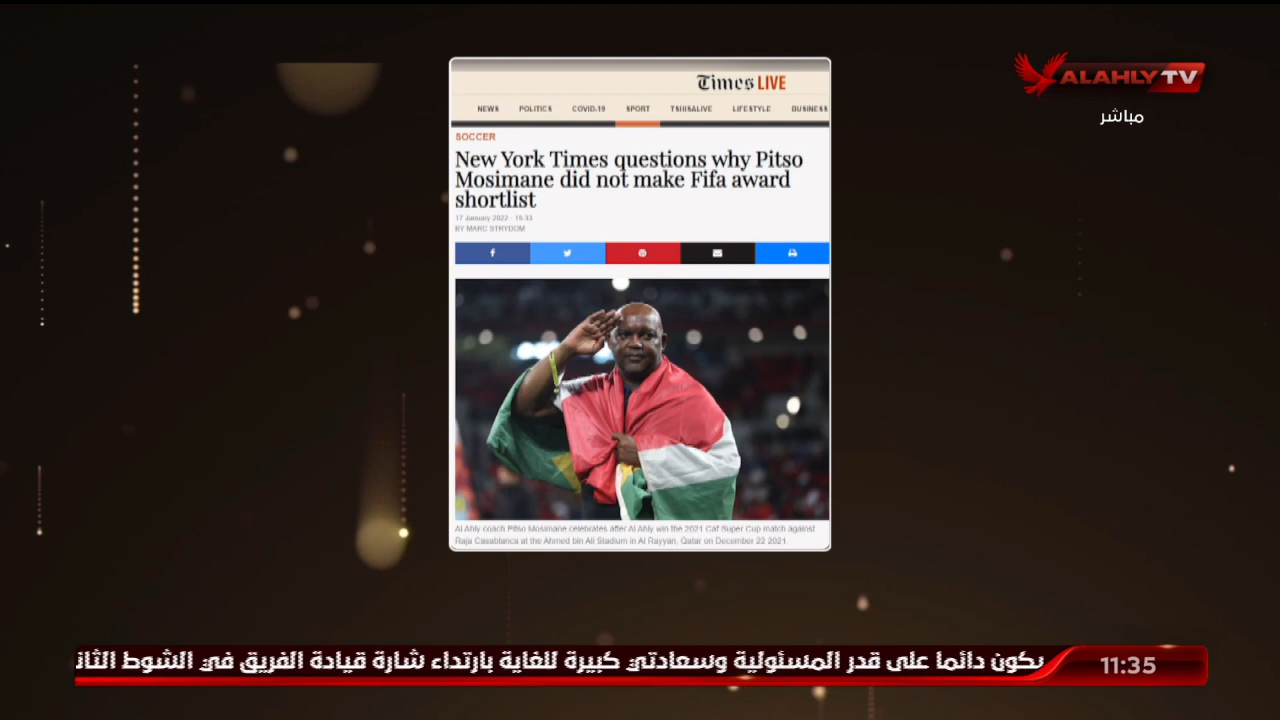 ALAHLY TV
مباشر
Times LIVE
NEWS POLITICS COVID-19 SPORT TSHISALIVE LIFESTYLE BUSINESS
SOCCER
New York Times questions why Pitso
Mosimane did not make Fifa award
shortlist
17 January 2022 - 15:33
BY MARC STRYDOM
Al Ahly coach Pitso Mosimane celebrates after Al Ahly win the 2021 Caf Super Cup match against
Raja Casablanca at the Ahmed bin Ali Stadium in Al Rayyan, Qatar on December 22 2021.
دائما على قدر المسئولية وسعادتي كبيرة للغاية بارتداء شارة قيادة الفريق في الشوط
11:35